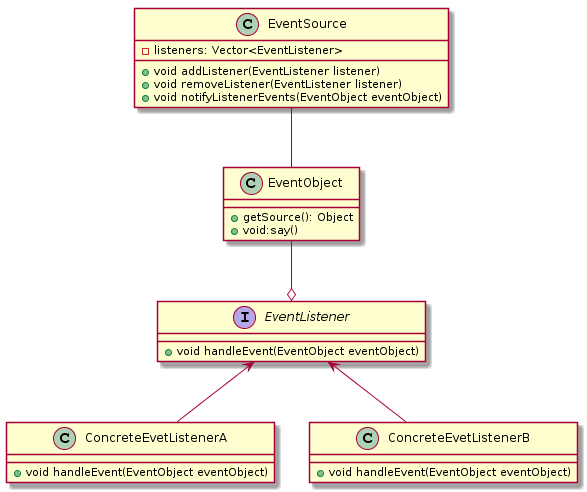 C EventSource
listeners: Vector<EventListener>
void addListener(EventListener listener)
void removeListener(EventListener listener)
void notifyListenerEvents(EventObject eventObject)
C EventObject
getSource(): Object
void:say()
I EventListener
void handleEvent(EventObject eventObject)
C ConcreteEvetListenerA
void handleEvent(EventObject eventObject)
C ConcreteEvetListenerB
void handleEvent(EventObject eventObject)